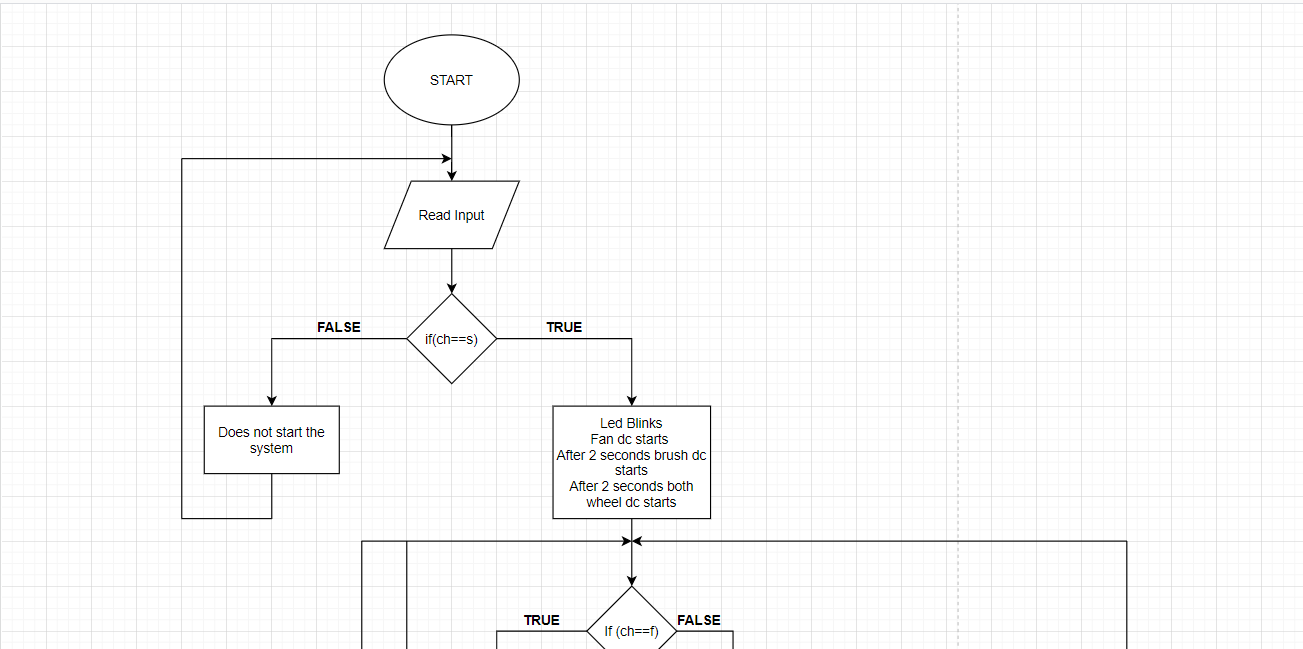 START
Read Input
if(ch==s)
FALSE
TRUE
Does not start the
system
Led Blinks
Fan dc starts
After 2 seconds brush dc
starts
After 2 seconds both
wheel dc starts
TRUE
If (ch==f)
FALSE